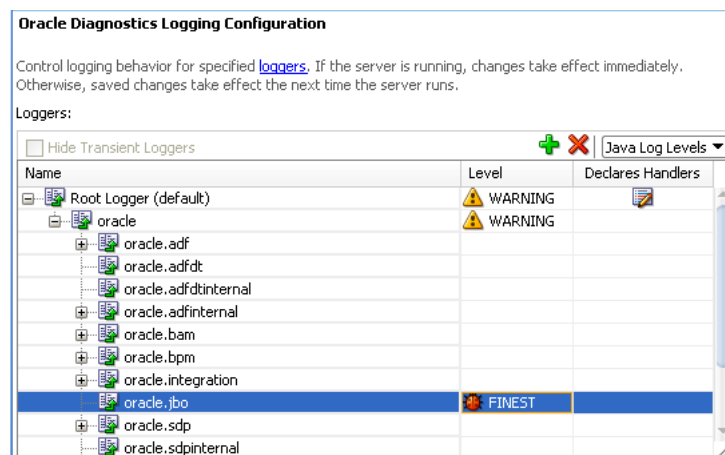 Oracle Diagnostics Logging Configuration
Control logging behavior for specified loggers. If the server is running, changes take effect immediately.
Otherwise, saved changes take effect the next time the server runs.
Loggers:
Hide Transient Loggers Java Log Levels
Name Level Declares Handlers
Root Logger (default) WARNING
oracle WARNING
oracle.adf
oracle.adfdt
oracle.adfdtinternal
oracle.adfinternal
oracle.bam
oracle.bpm
oracle.integration
oracle.jbo FINEST
oracle.sdp
oracle.sdpinternal